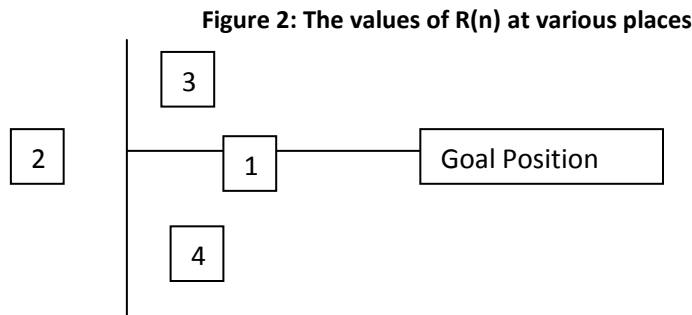 Figure 2: The values of R(n) at various places
3
2
1
Goal Position
4